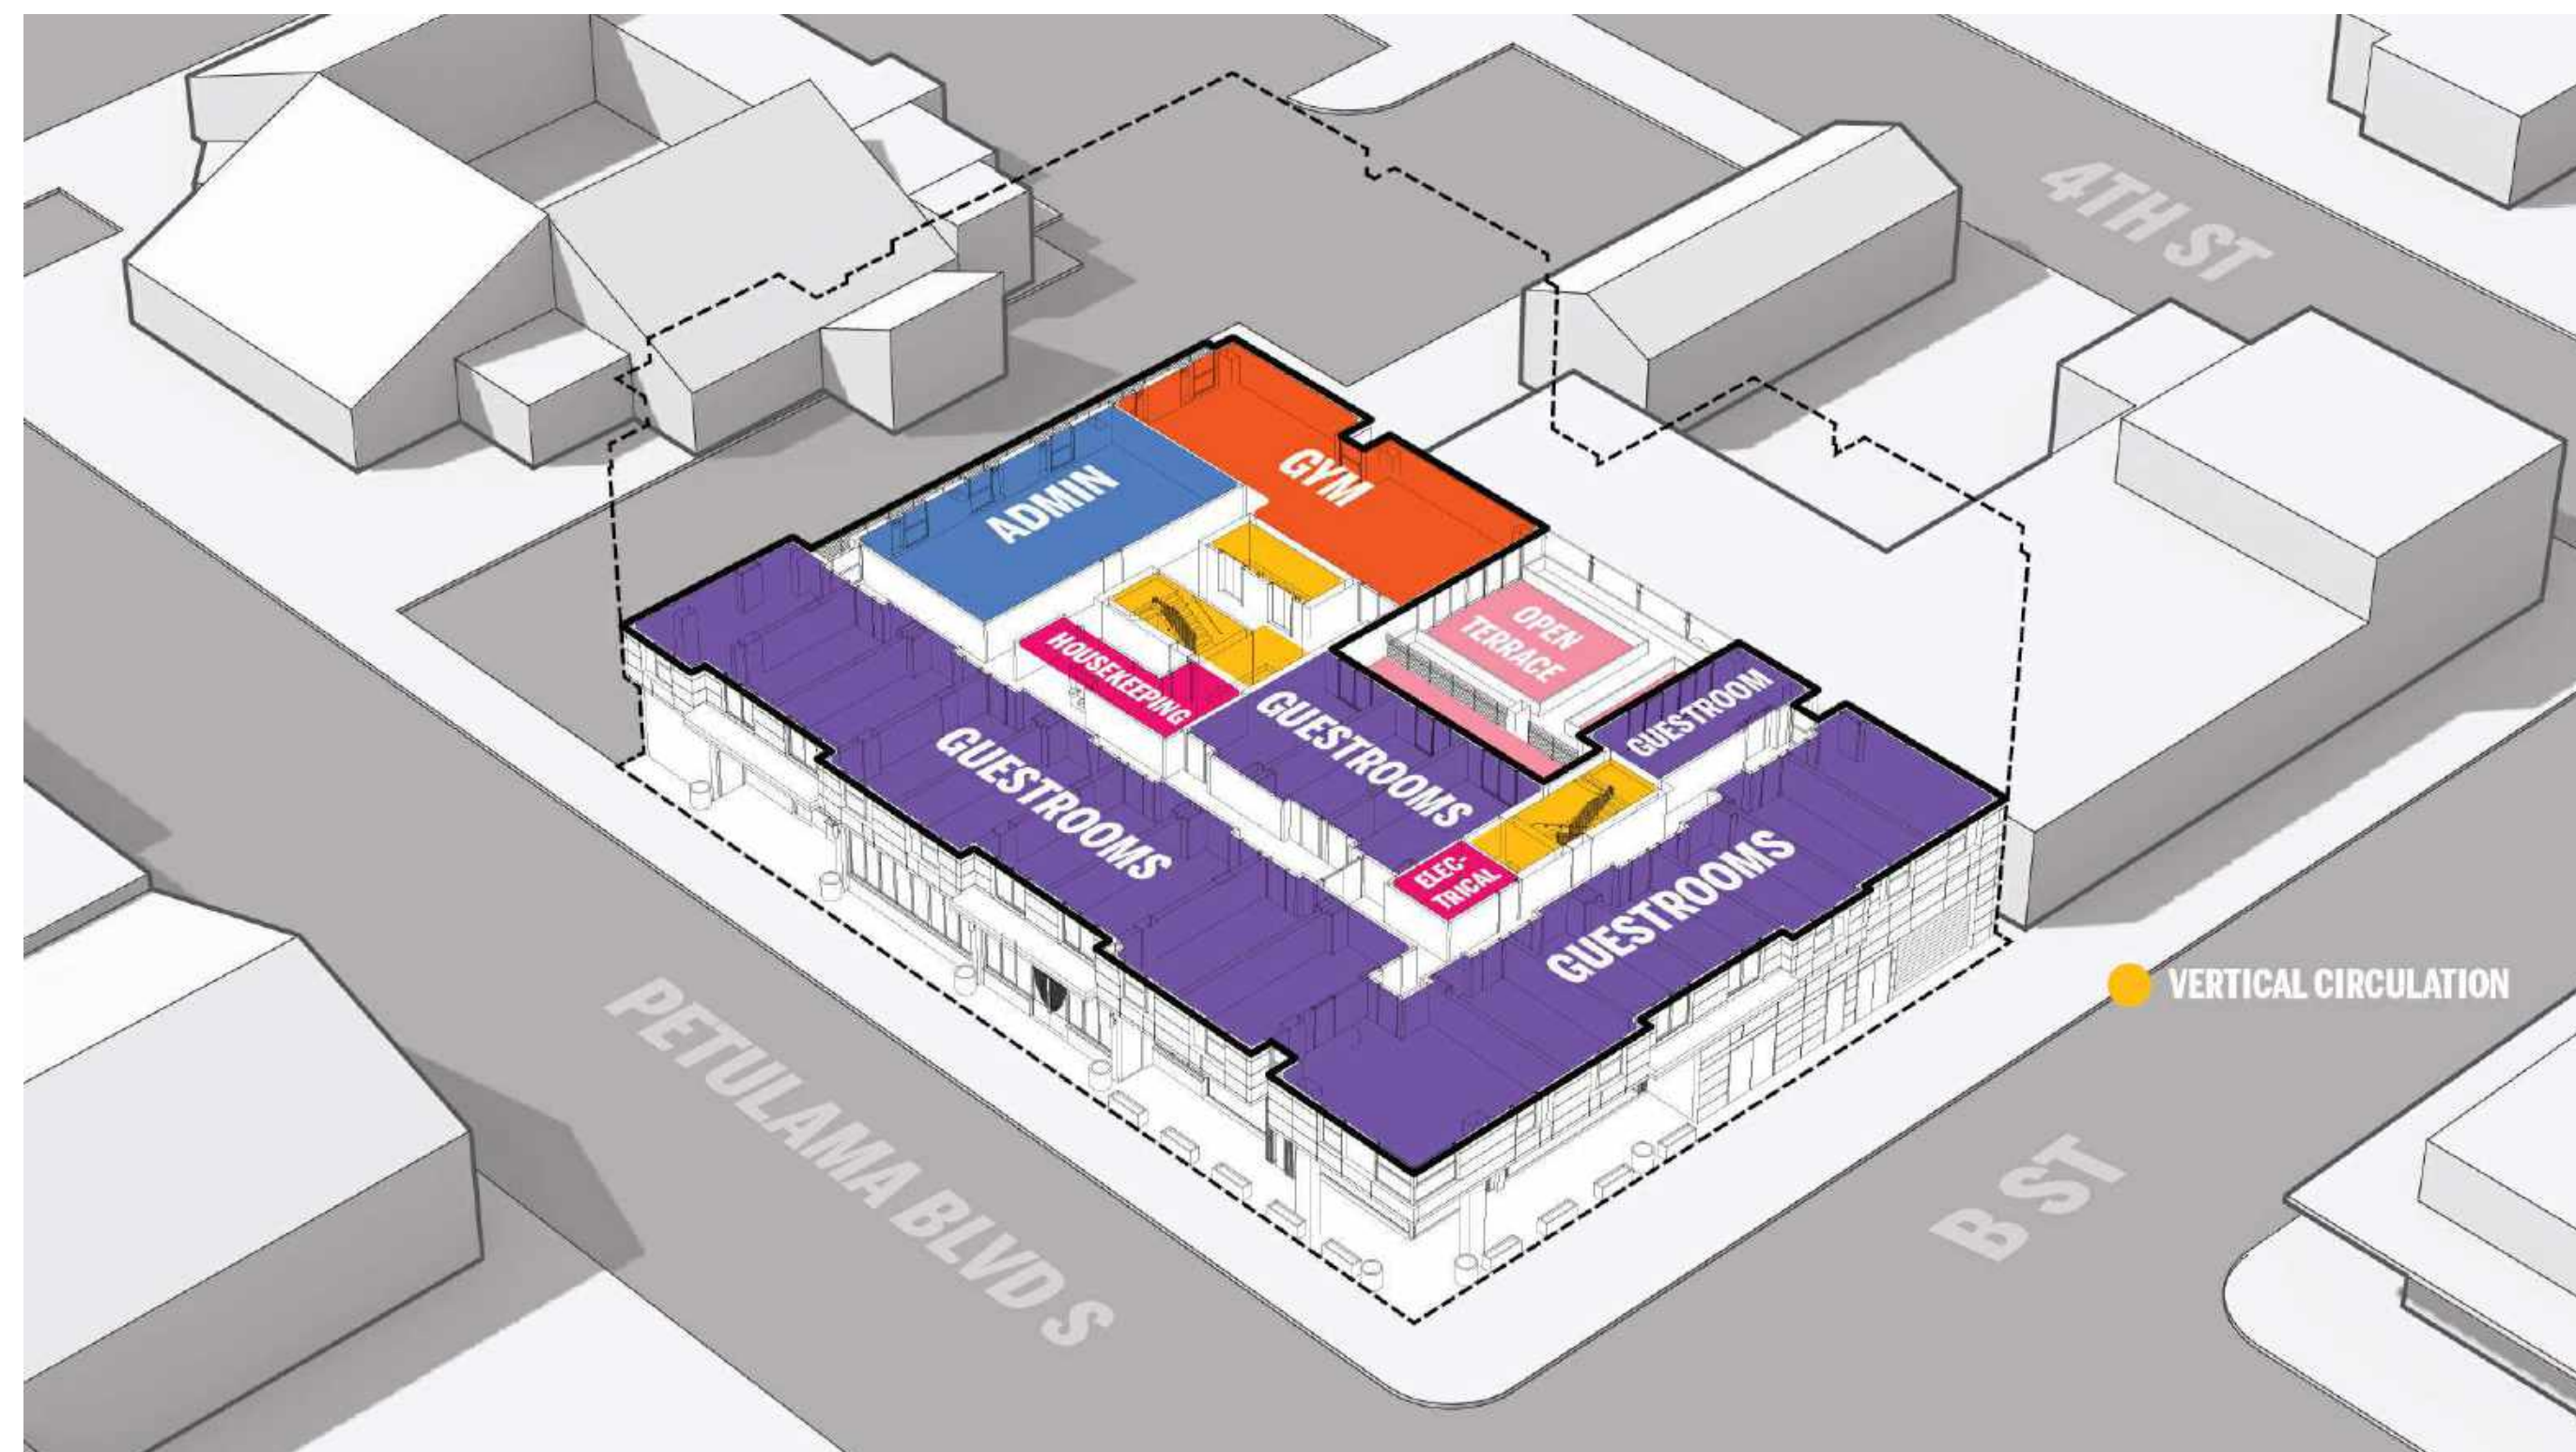 4TH ST
GYM
ADMIN
OPEN
TERRACE
HOUSEKEEPING
GUESTROOMS
GUESTROOM
GUESTROOMS
ELEC-
TRICAL
GUESTROOMS
VERTICAL CIRCULATION
PETULAMA BLVD S
B ST